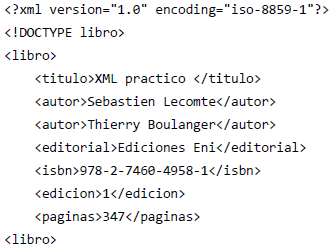 <?xml version="1.0" encoding="iso-8859-1"?>
<!DOCTYPE libro>
<libro>
<titulo>XML practico </titulo>
<autor>Sebastien Lecomte</autor>
<autor>Thierry Boulanger</autor>
<editorial>Ediciones Eni</editorial>
<isbn>978-2-7460-4958-1</isbn>
<edicion>1</edicion>
<paginas>347</paginas>
<libro>